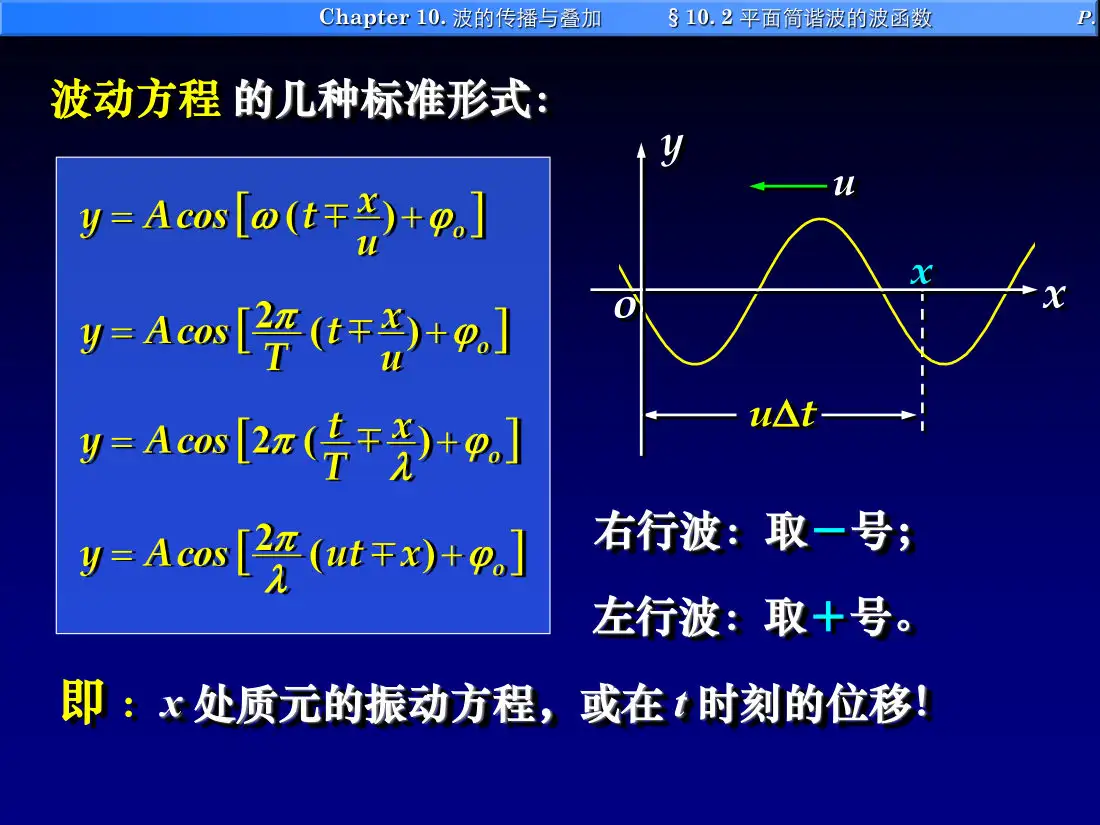 Chapter 10. 波的传播与叠加 §10. 2 平面简谐波的波函数 P.
波动方程 的几种标准形式：
y = A cos [ω (t ∓ x/u) + φo]
y = A cos [2π/T (t ∓ x/u) + φo]
y = A cos [2π (t/T ∓ x/λ) + φo]
y = A cos [2π/λ (ut ∓ x) + φo]
y
u
x
o
x
uΔt
右行波：取－号；
左行波：取＋号。
即：x 处质元的振动方程，或在 t 时刻的位移！